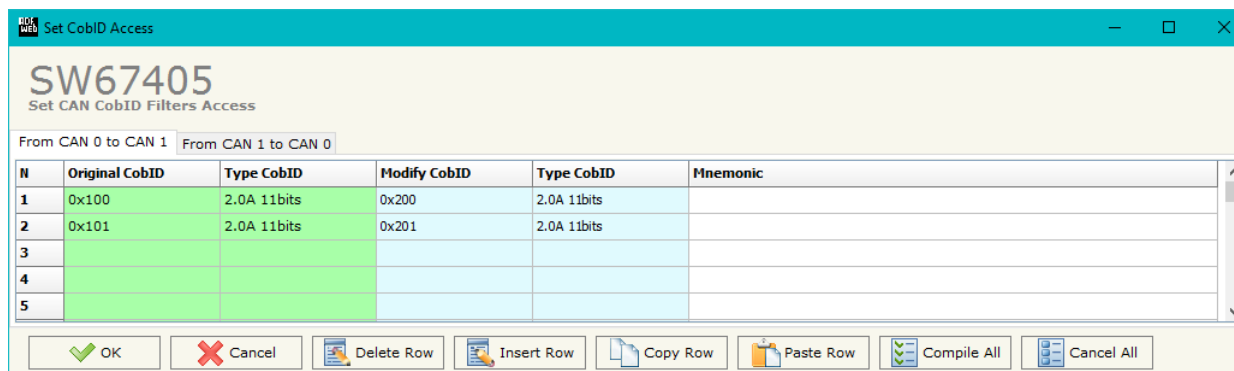 ADF WEB Set CobID Access
SW67405
Set CAN CobID Filters Access
From CAN 0 to CAN 1 From CAN 1 to CAN 0
N Original CobID Type CobID Modify CobID Type CobID Mnemonic
1 0x100 2.0A 11bits 0x200 2.0A 11bits
2 0x101 2.0A 11bits 0x201 2.0A 11bits
3
4
5
OK Cancel Delete Row Insert Row Copy Row Paste Row Compile All Cancel All